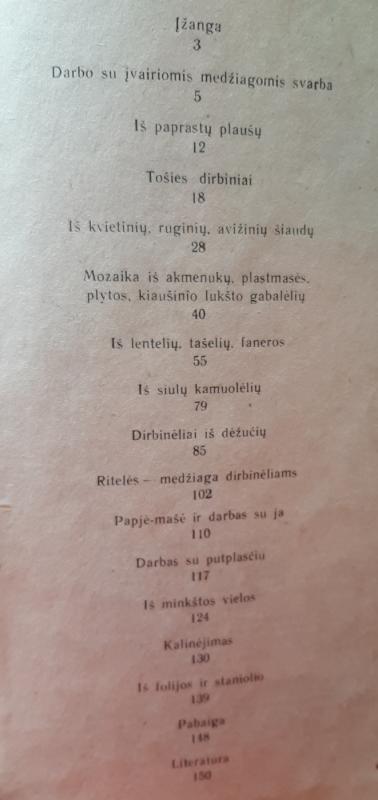 Įžanga
3
Darbo su įvairiomis medžiagomis svarba
5
Iš paprastų plaušų
12
Tošies dirbiniai
18
Iš kvietinių, ruginių, avižinių šiaudų
28
Mozaika iš akmenukų, plastmasės,
plytos, kiaušinio lukšto gabalėlių
40
Iš lentelių, tašelių, faneros
55
Iš siulų kamuolėlių
79
Dirbinėliai iš dėžučių
85
Ritelės – medžiaga dirbinėliams
102
Papjė-mašė ir darbas su ja
110
Darbas su putplasčiu
117
Iš minkštos vielos
124
Kalinėjimas
130
Iš folijos ir staniolio
139
Pabaiga
148
Literatura
150